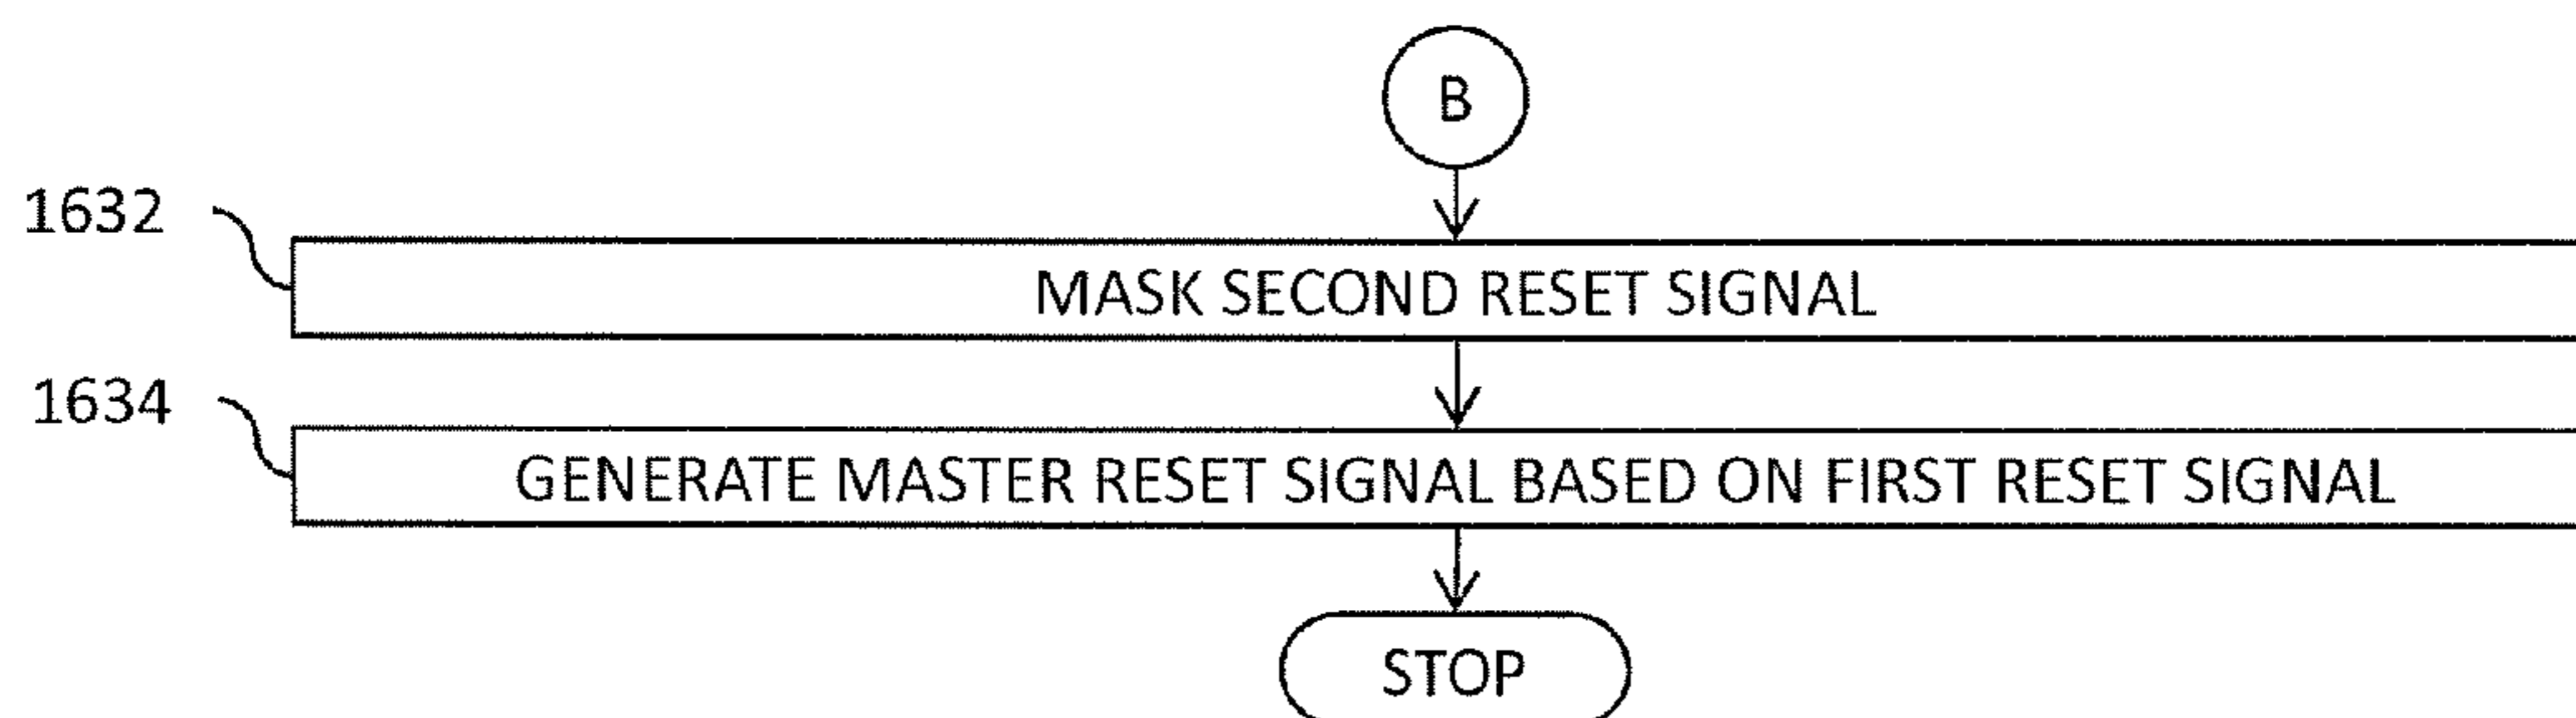 B
1632
MASK SECOND RESET SIGNAL
1634
GENERATE MASTER RESET SIGNAL BASED ON FIRST RESET SIGNAL
STOP